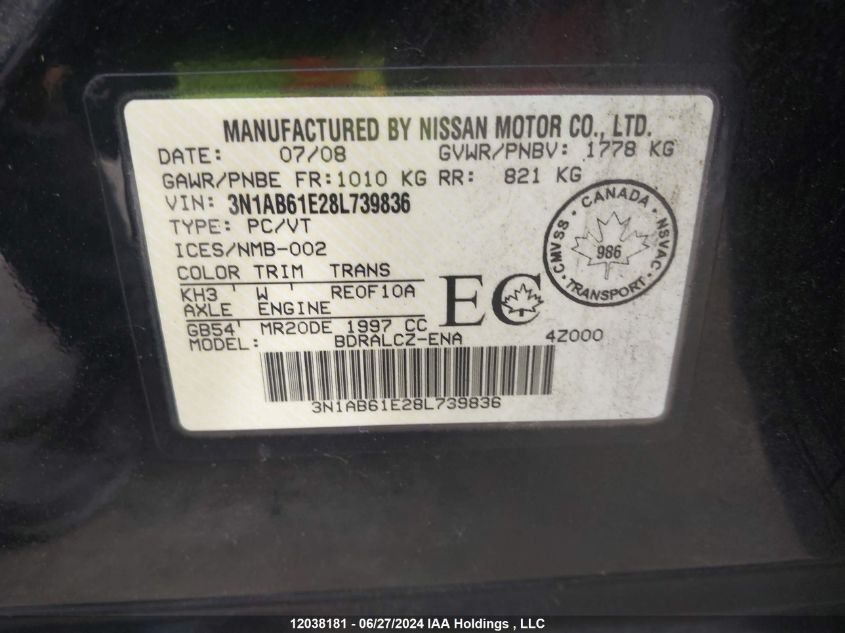 MANUFACTURED BY NISSAN MOTOR CO., LTD.
DATE: 07/08 GVWR/PNBV: 1778 KG
GAWR/PNBE FR:1010 KG RR: 821 KG
VIN: 3N1AB61E28L739836
TYPE: PC/VT
ICES/NMB-002
COLOR TRIM TRANS
KH3 ' W ' RE0F10A
AXLE ENGINE
GB54' MR20DE 1997 CC
MODEL: BDRALCZ-ENA 4Z000
3N1AB61E28L739836
EC
CANADA
CMVSS · NSVAC
986
TRANSPORT
12038181 - 06/27/2024 IAA Holdings , LLC